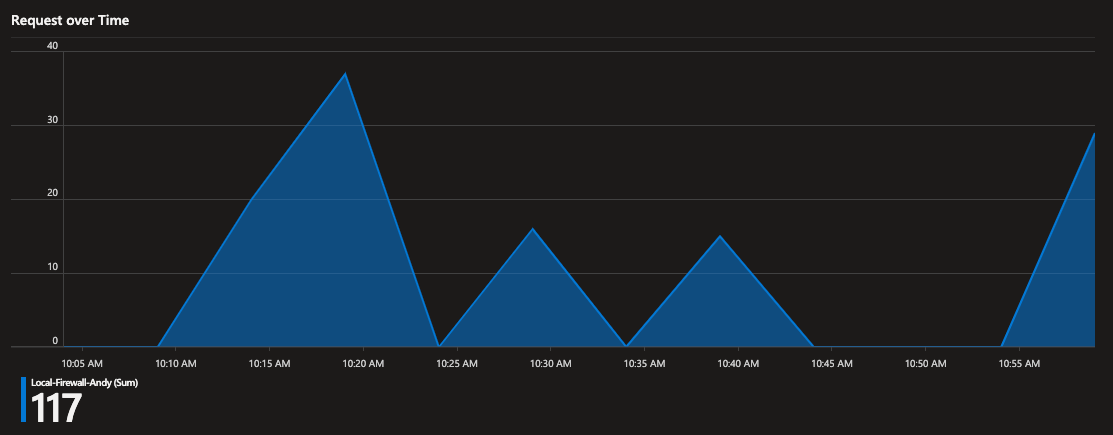 Request over Time
40
30
20
10
0
10:05 AM 10:10 AM 10:15 AM 10:20 AM 10:25 AM 10:30 AM 10:35 AM 10:40 AM 10:45 AM 10:50 AM 10:55 AM
Local-Firewall-Andy (Sum)
117